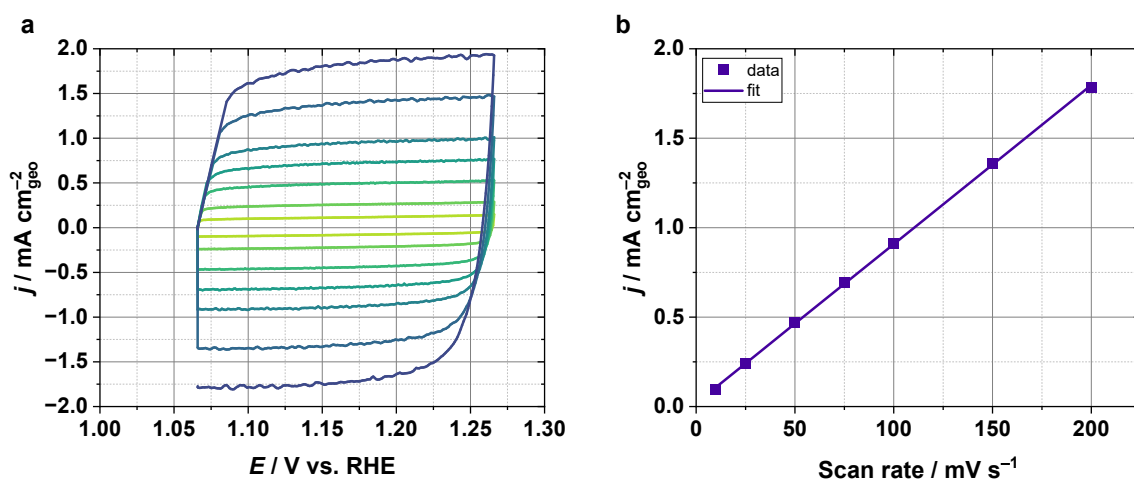 a
2.0
1.5
1.0
0.5
0.0
−0.5
−1.0
−1.5
−2.0
j / mA cm⁻²geo
1.00 1.05 1.10 1.15 1.20 1.25 1.30
E / V vs. RHE
b
data
fit
2.0
1.5
1.0
0.5
0.0
j / mA cm⁻²geo
0 50 100 150 200
Scan rate / mV s⁻¹